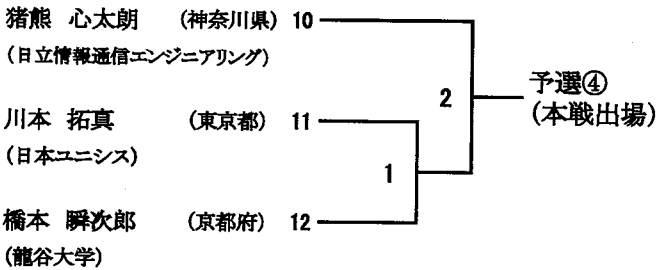 猪熊 心太朗 (神奈川県) 10
(日立情報通信エンジニアリング)
2
予選④
(本戦出場)
川本 拓真 (東京都) 11
(日本ユニシス)
1
橋本 瞬次郎 (京都府) 12
(龍谷大学)